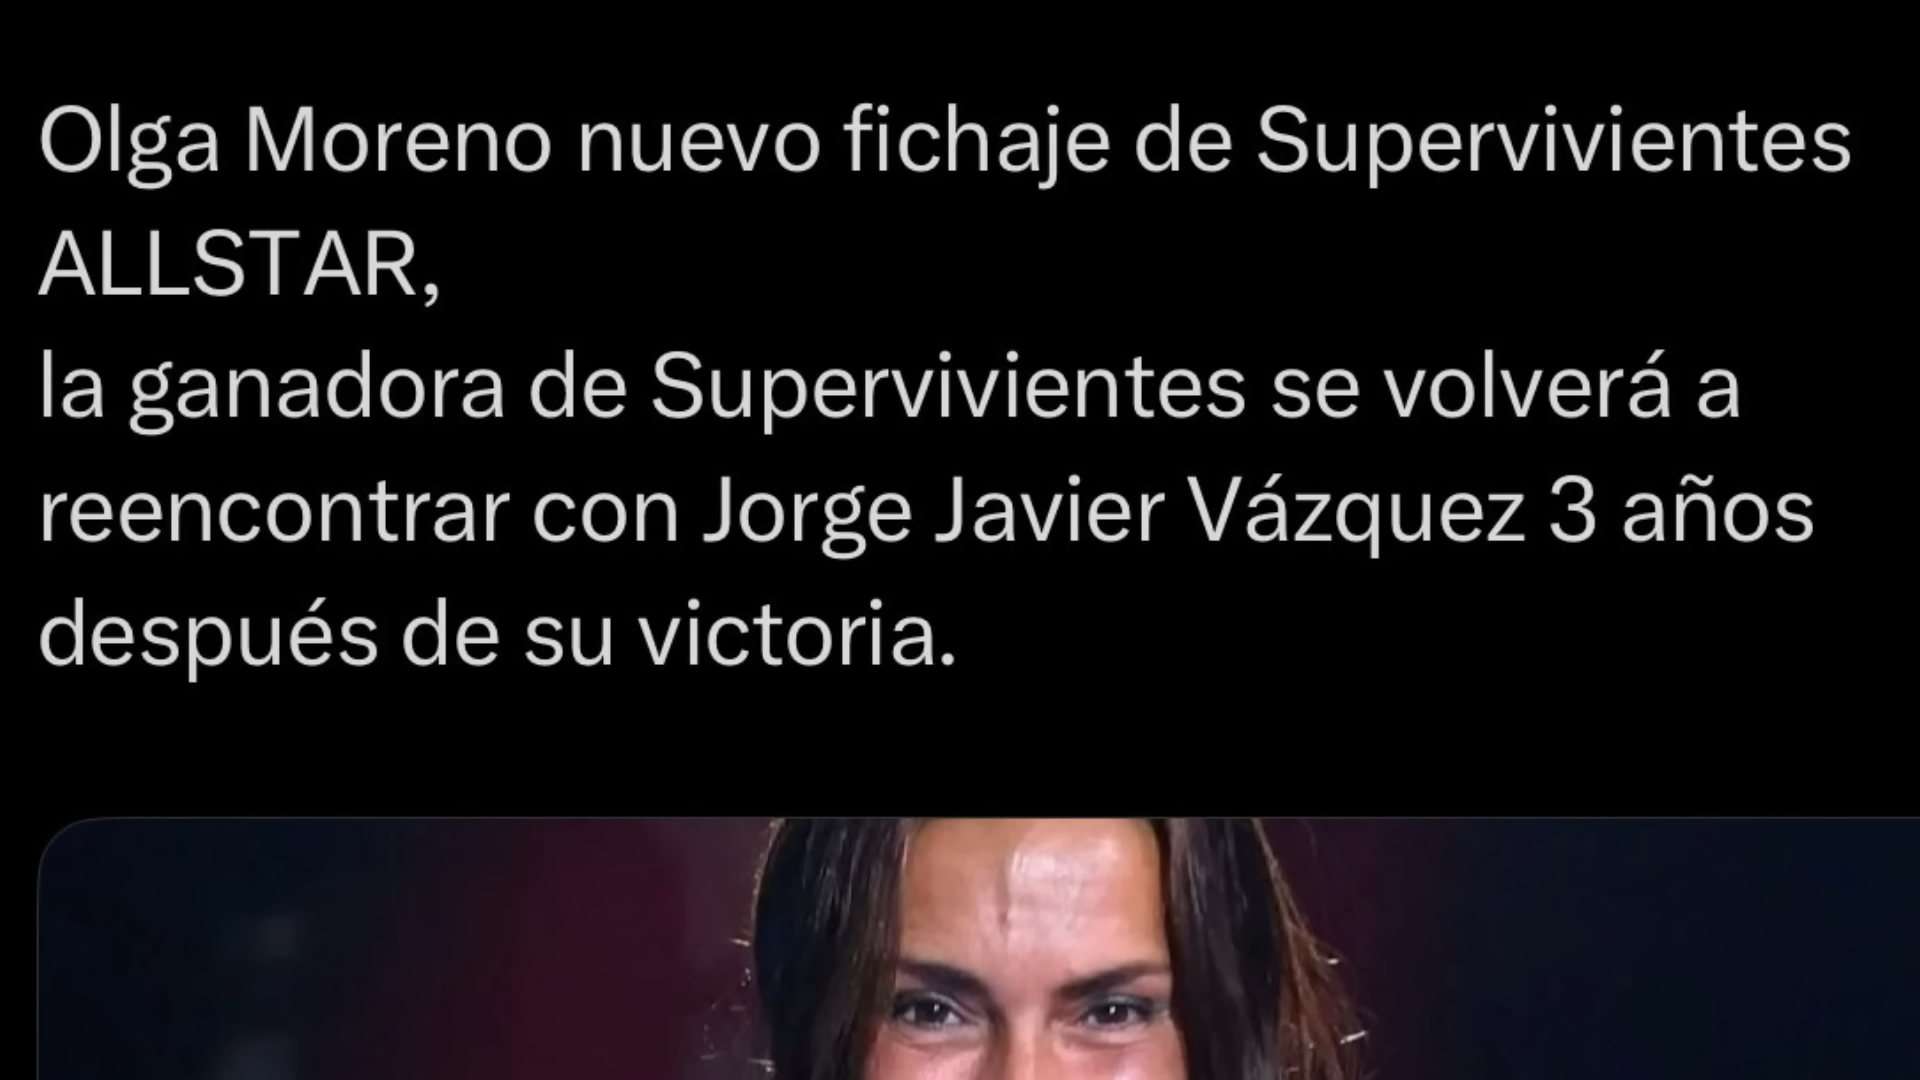 Olga Moreno nuevo fichaje de Supervivientes
ALLSTAR,
la ganadora de Supervivientes se volverá a
reencontrar con Jorge Javier Vázquez 3 años
después de su victoria.